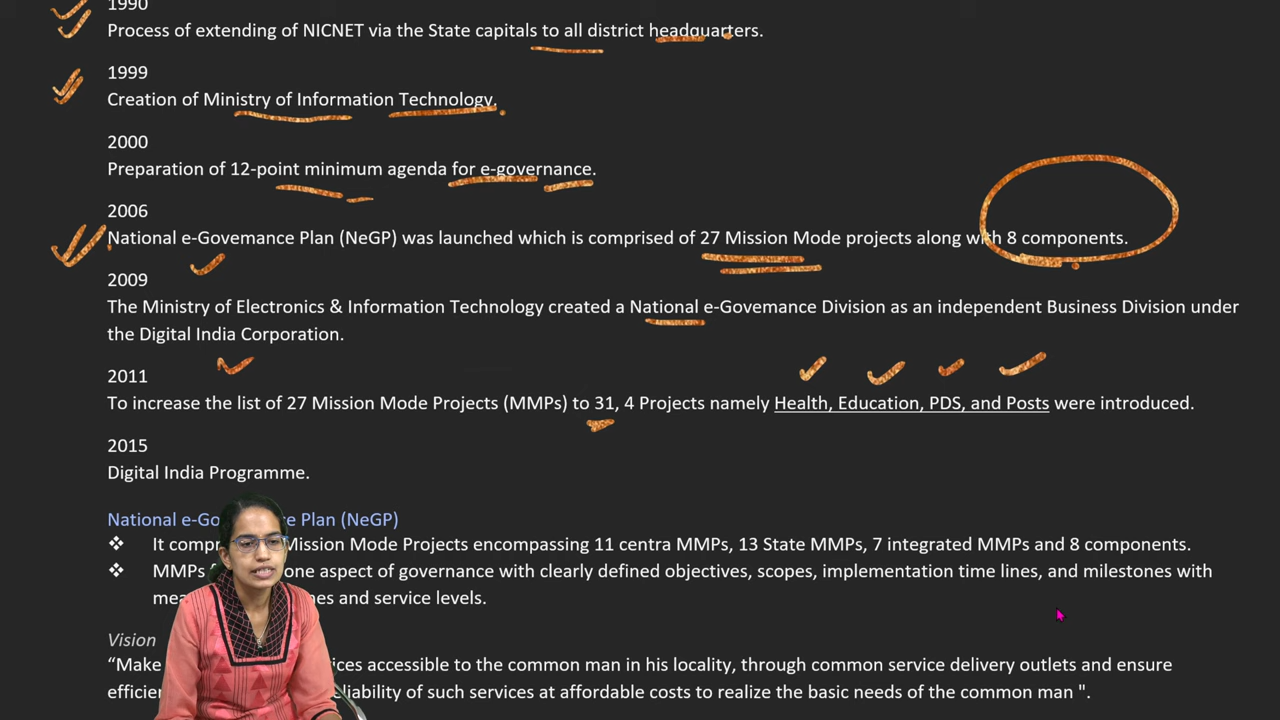 1990
Process of extending of NICNET via the State capitals to all district headquarters.
1999
Creation of Ministry of Information Technology.
2000
Preparation of 12-point minimum agenda for e-governance.
2006
National e-Govemance Plan (NeGP) was launched which is comprised of 27 Mission Mode projects along with 8 components.
2009
The Ministry of Electronics & Information Technology created a National e-Govemance Division as an independent Business Division under
the Digital India Corporation.
2011
To increase the list of 27 Mission Mode Projects (MMPs) to 31, 4 Projects namely Health, Education, PDS, and Posts were introduced.
2015
Digital India Programme.
National Plan (NeGP)
It Mission Mode Projects encompassing 11 centra MMPs, 13 State MMPs, 7 integrated MMPs and 8 components.
MMPs one aspect of governance with clearly defined objectives, scopes, implementation time lines, and milestones with
and service levels.
Vision
“Make accessible to the common man in his locality, through common service delivery outlets and ensure
of such services at affordable costs to realize the basic needs of the common man ".